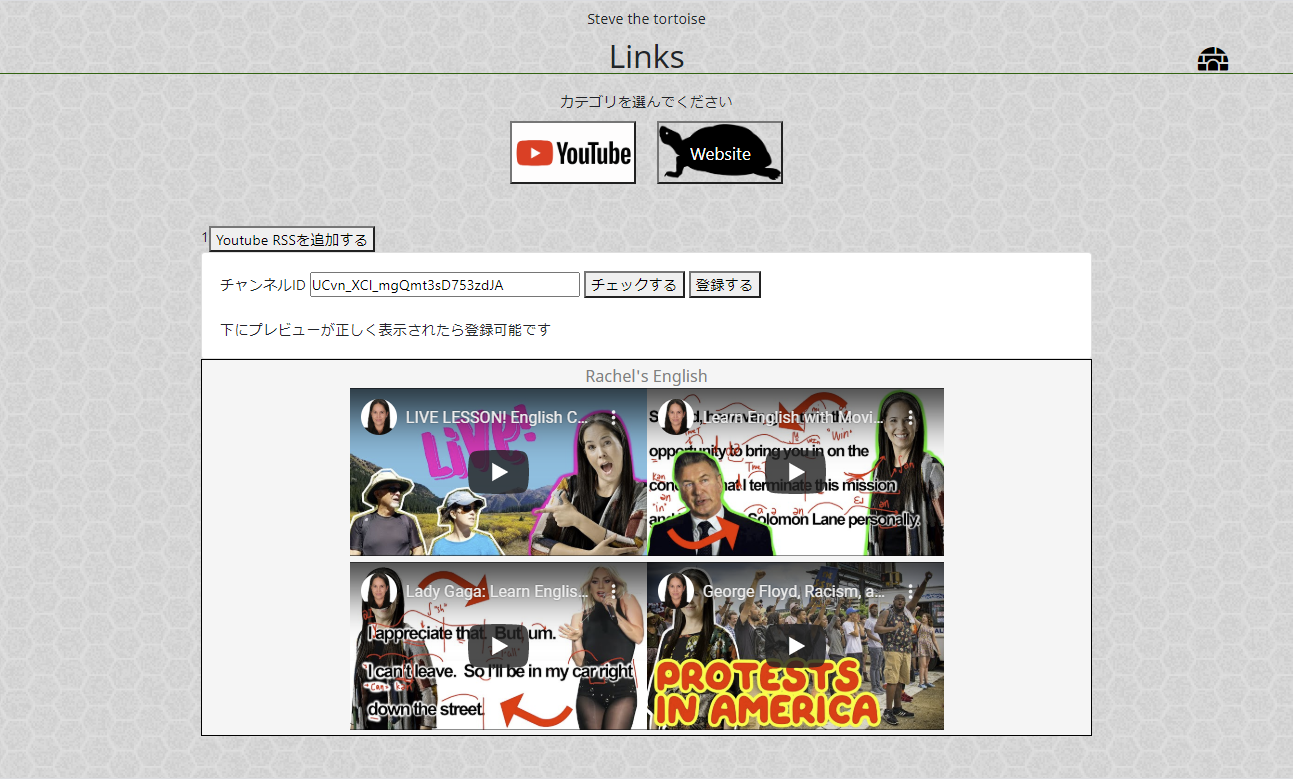 Steve the tortoise
Links
カテゴリを選んでください
YouTube
Website
1 Youtube RSSを追加する
チャンネルID UCvn_XCl_mgQmt3sD753zdJA チェックする 登録する
下にプレビューが正しく表示されたら登録可能です
Rachel's English
LIVE LESSON! English C...
LiVE:
Learn English with Movi...
"Win"
opportunity to bring you in on the
that I terminate this mission
"in"
Solomon Lane personally.
Lady Gaga: Learn Englis...
I appreciate that. But, um.
I can't leave. So I'll be in my car right
down the street.
George Floyd, Racism, a...
PROTESTS
IN AMERICA